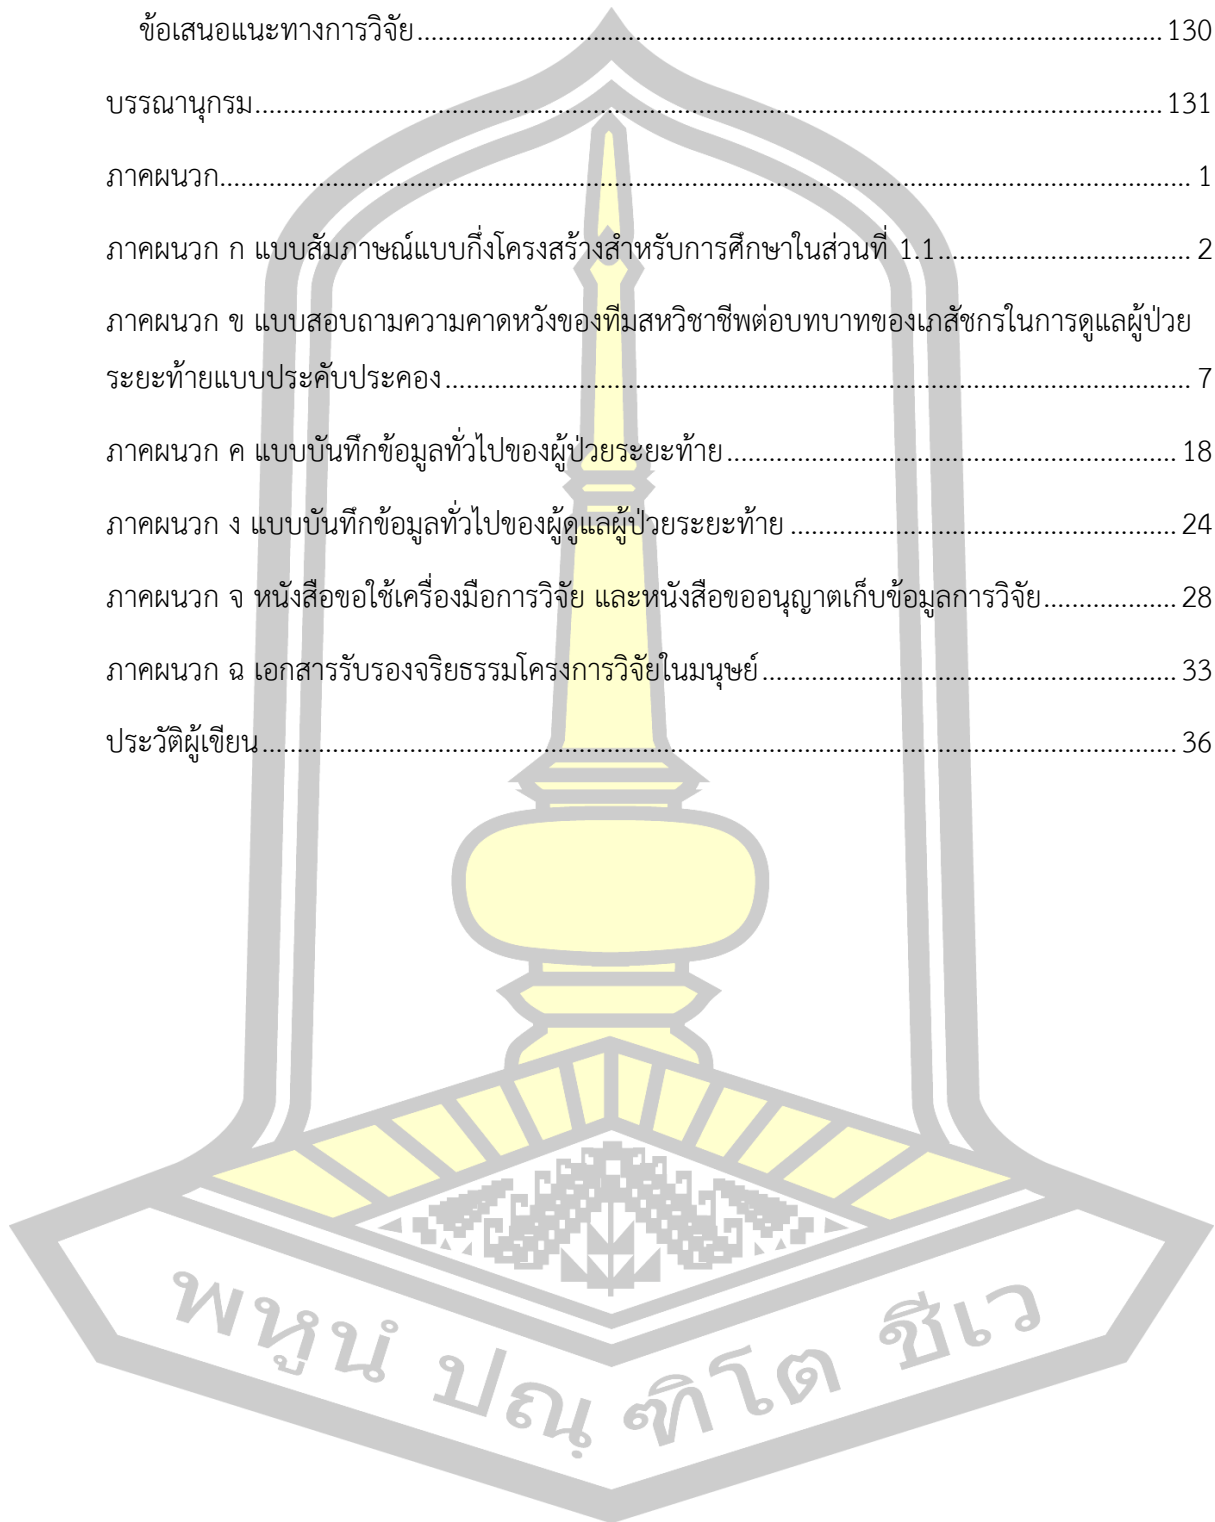 ข้อเสนอแนะทางการวิจัย.............................................................................................. 130
บรรณานุกรม................................................................................................................... 131
ภาคผนวก.......................................................................................................................... 1
ภาคผนวก ก แบบสัมภาษณ์แบบกึ่งโครงสร้างสำหรับการศึกษาในส่วนที่ 1.1................................ 2
ภาคผนวก ข แบบสอบถามความคาดหวังของทีมสหวิชาชีพต่อบทบาทของเภสัชกรในการดูแลผู้ป่วย
ระยะท้ายแบบประคับประคอง.............................................................................................. 7
ภาคผนวก ค แบบบันทึกข้อมูลทั่วไปของผู้ป่วยระยะท้าย......................................................... 18
ภาคผนวก ง แบบบันทึกข้อมูลทั่วไปของผู้ดูแลผู้ป่วยระยะท้าย ................................................. 24
ภาคผนวก จ หนังสือขอใช้เครื่องมือการวิจัย และหนังสือขออนุญาตเก็บข้อมูลการวิจัย................. 28
ภาคผนวก ฉ เอกสารรับรองจริยธรรมโครงการวิจัยในมนุษย์.................................................... 33
ประวัติผู้เขียน.................................................................................................................... 36
พหูนํ ปณฺ ฑิโต ชีเว